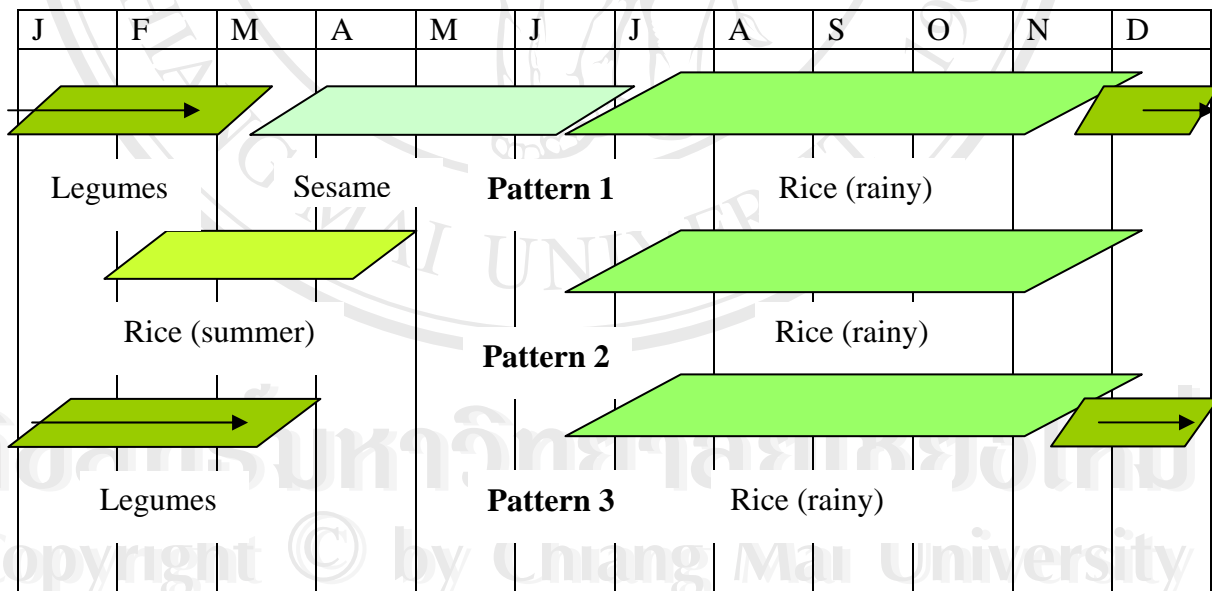 J F M A M J J A S O N D
Legumes Sesame Pattern 1 Rice (rainy)
Rice (summer) Rice (rainy)
Pattern 2
Legumes Pattern 3 Rice (rainy)
Copyright © by Chiang Mai University